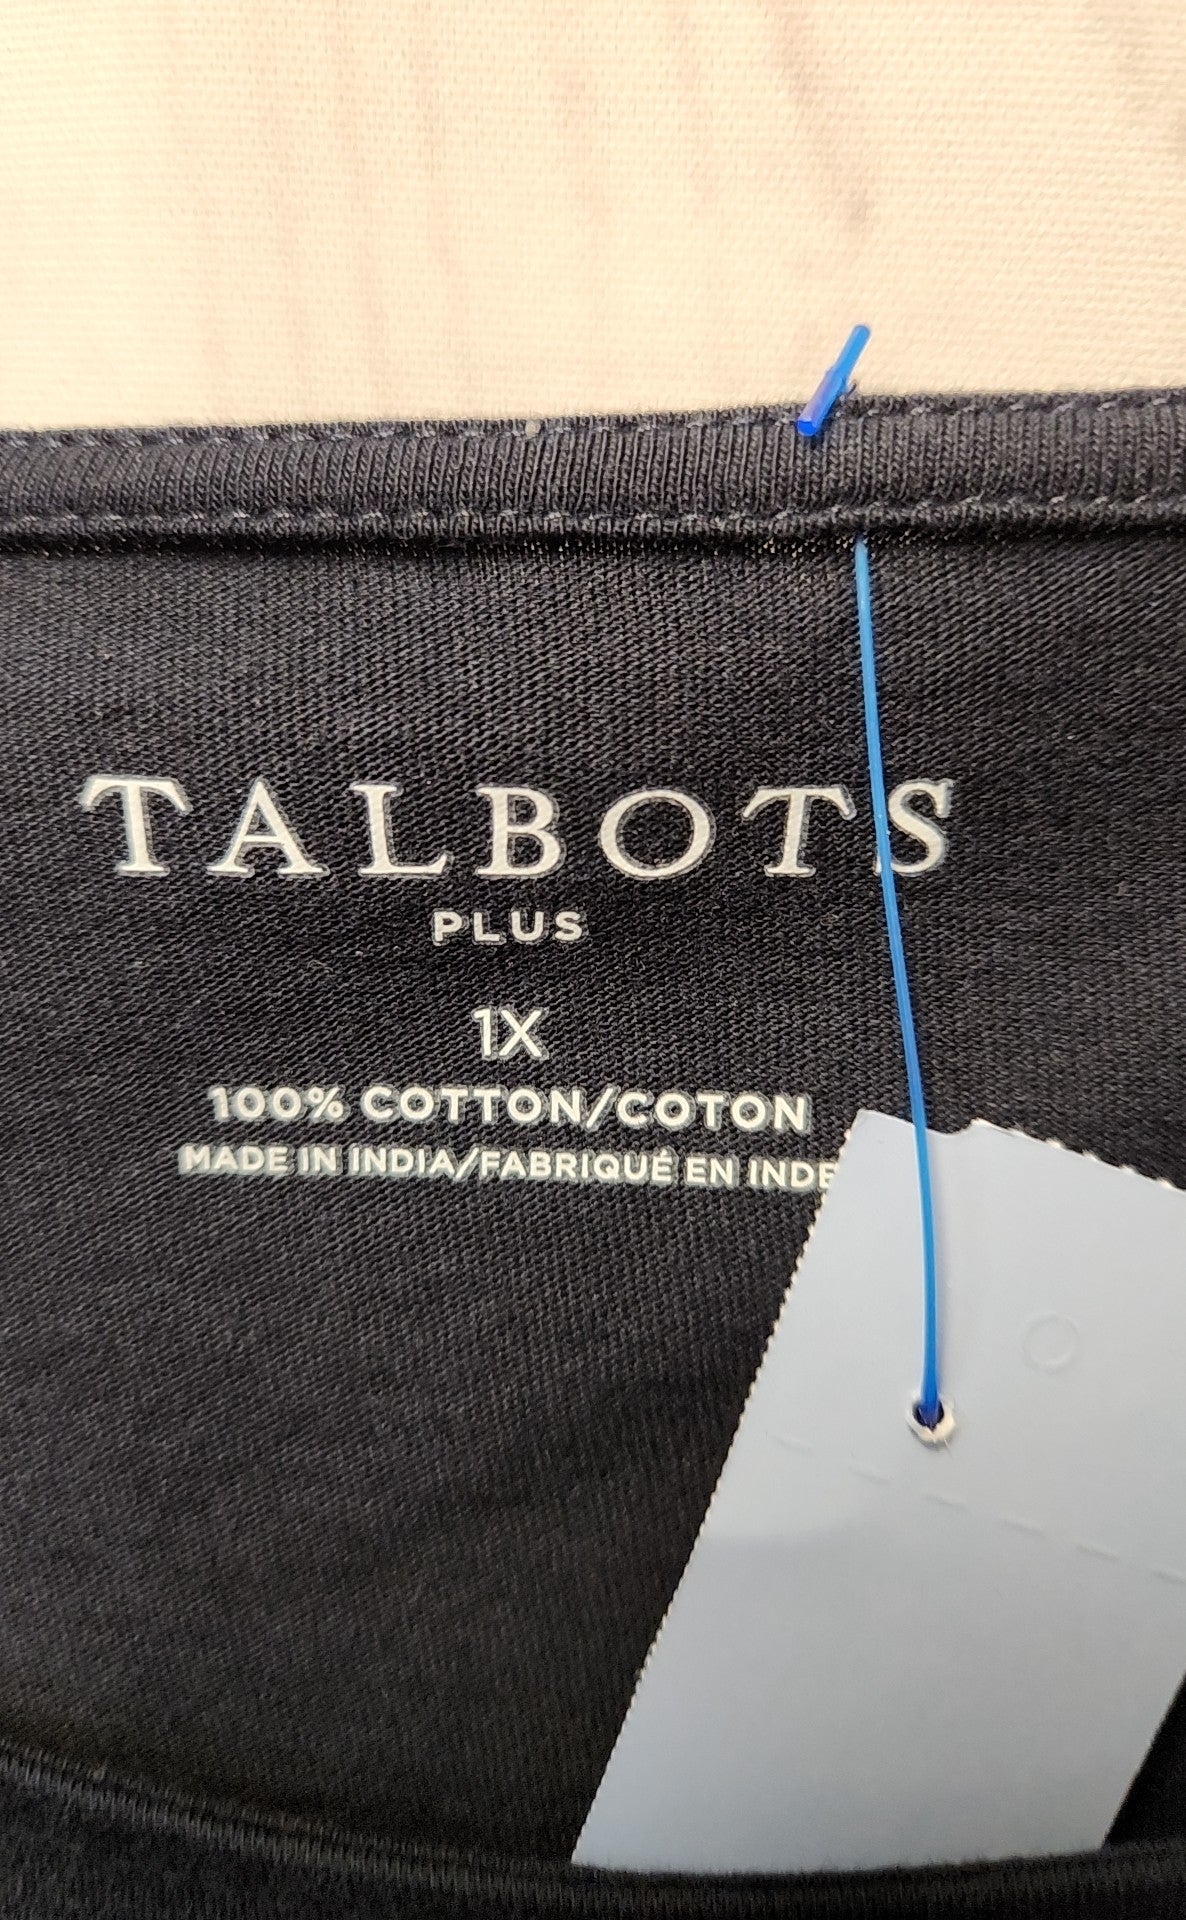 TALBOTS
PLUS
1X
100% COTTON/COTON
MADE IN INDIA/FABRIQUÉ EN INDE